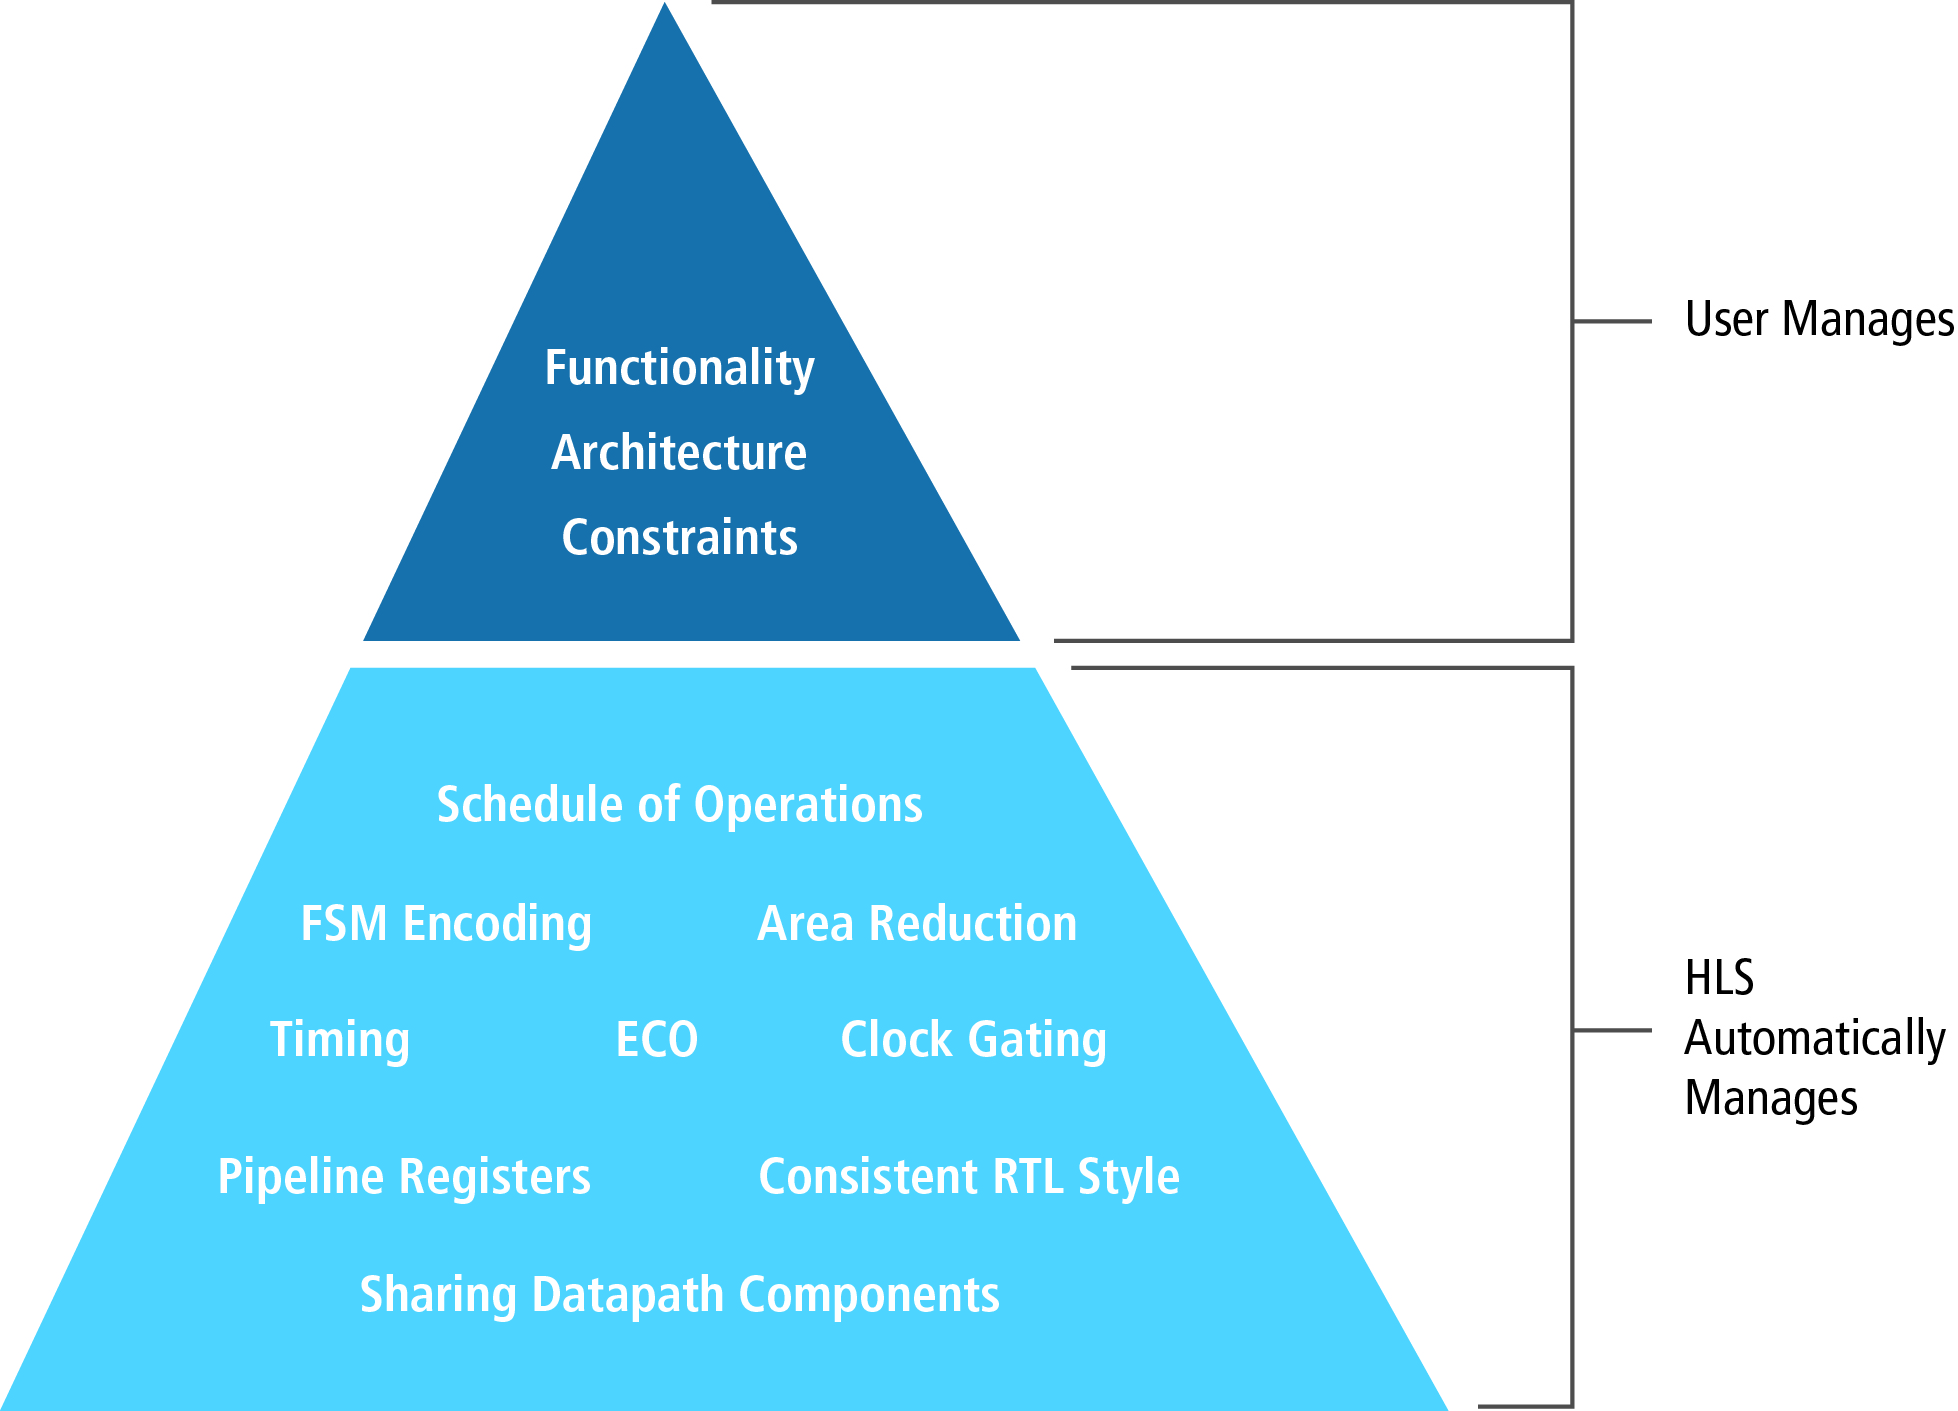 Functionality
Architecture
Constraints
User Manages
Schedule of Operations
FSM Encoding
Area Reduction
Timing
ECO
Clock Gating
Pipeline Registers
Consistent RTL Style
Sharing Datapath Components
HLS
Automatically
Manages